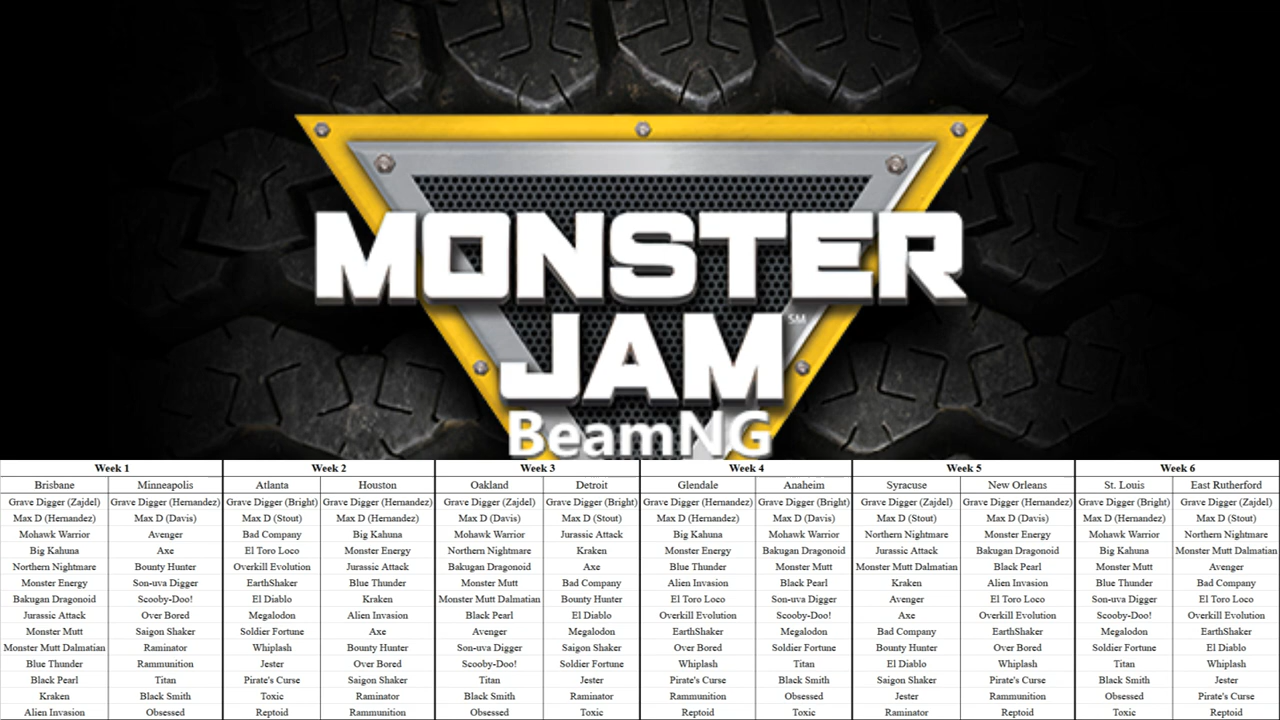 MONSTER
JAM SM
BeamNG
Week 1 Week 2 Week 3 Week 4 Week 5 Week 6
Brisbane Minneapolis Atlanta Houston Oakland Detroit Glendale Anaheim Syracuse New Orleans St. Louis East Rutherford
Grave Digger (Zajdel) Grave Digger (Hernandez) Grave Digger (Bright) Grave Digger (Hernandez) Grave Digger (Zajdel) Grave Digger (Bright) Grave Digger (Hernandez) Grave Digger (Bright) Grave Digger (Zajdel) Grave Digger (Hernandez) Grave Digger (Bright) Grave Digger (Zajdel)
Max D (Hernandez) Max D (Davis) Max D (Stout) Max D (Hernandez) Max D (Davis) Max D (Stout) Max D (Hernandez) Max D (Davis) Max D (Stout) Max D (Davis) Max D (Hernandez) Max D (Stout)
Mohawk Warrior Avenger Bad Company Big Kahuna Mohawk Warrior Jurassic Attack Big Kahuna Mohawk Warrior Northern Nightmare Monster Energy Mohawk Warrior Northern Nightmare
Big Kahuna Axe El Toro Loco Monster Energy Northern Nightmare Kraken Monster Energy Bakugan Dragonoid Jurassic Attack Bakugan Dragonoid Big Kahuna Monster Mutt Dalmatian
Northern Nightmare Bounty Hunter Overkill Evolution Jurassic Attack Bakugan Dragonoid Axe Blue Thunder Monster Mutt Monster Mutt Dalmatian Black Pearl Monster Mutt Avenger
Monster Energy Son-uva Digger EarthShaker Blue Thunder Monster Mutt Bad Company Alien Invasion Black Pearl Kraken Alien Invasion Blue Thunder Bad Company
Bakugan Dragonoid Scooby-Doo! El Diablo Kraken Monster Mutt Dalmatian Bounty Hunter El Toro Loco Son-uva Digger Avenger El Toro Loco Son-uva Digger El Toro Loco
Jurassic Attack Over Bored Megalodon Alien Invasion Black Pearl El Diablo Overkill Evolution Scooby-Doo! Axe Overkill Evolution Scooby-Doo! Overkill Evolution
Monster Mutt Saigon Shaker Soldier Fortune Axe Avenger Megalodon EarthShaker Megalodon Bad Company EarthShaker Megalodon EarthShaker
Monster Mutt Dalmatian Raminator Whiplash Bounty Hunter Son-uva Digger Saigon Shaker Over Bored Soldier Fortune Bounty Hunter Over Bored Soldier Fortune El Diablo
Blue Thunder Rammunition Jester Over Bored Scooby-Doo! Soldier Fortune Whiplash Titan El Diablo Whiplash Titan Whiplash
Black Pearl Titan Pirate's Curse Saigon Shaker Titan Jester Pirate's Curse Black Smith Saigon Shaker Pirate's Curse Black Smith Jester
Kraken Black Smith Toxic Raminator Black Smith Raminator Rammunition Obsessed Jester Rammunition Obsessed Pirate's Curse
Alien Invasion Obsessed Reptoid Rammunition Obsessed Toxic Reptoid Toxic Raminator Reptoid Toxic Reptoid